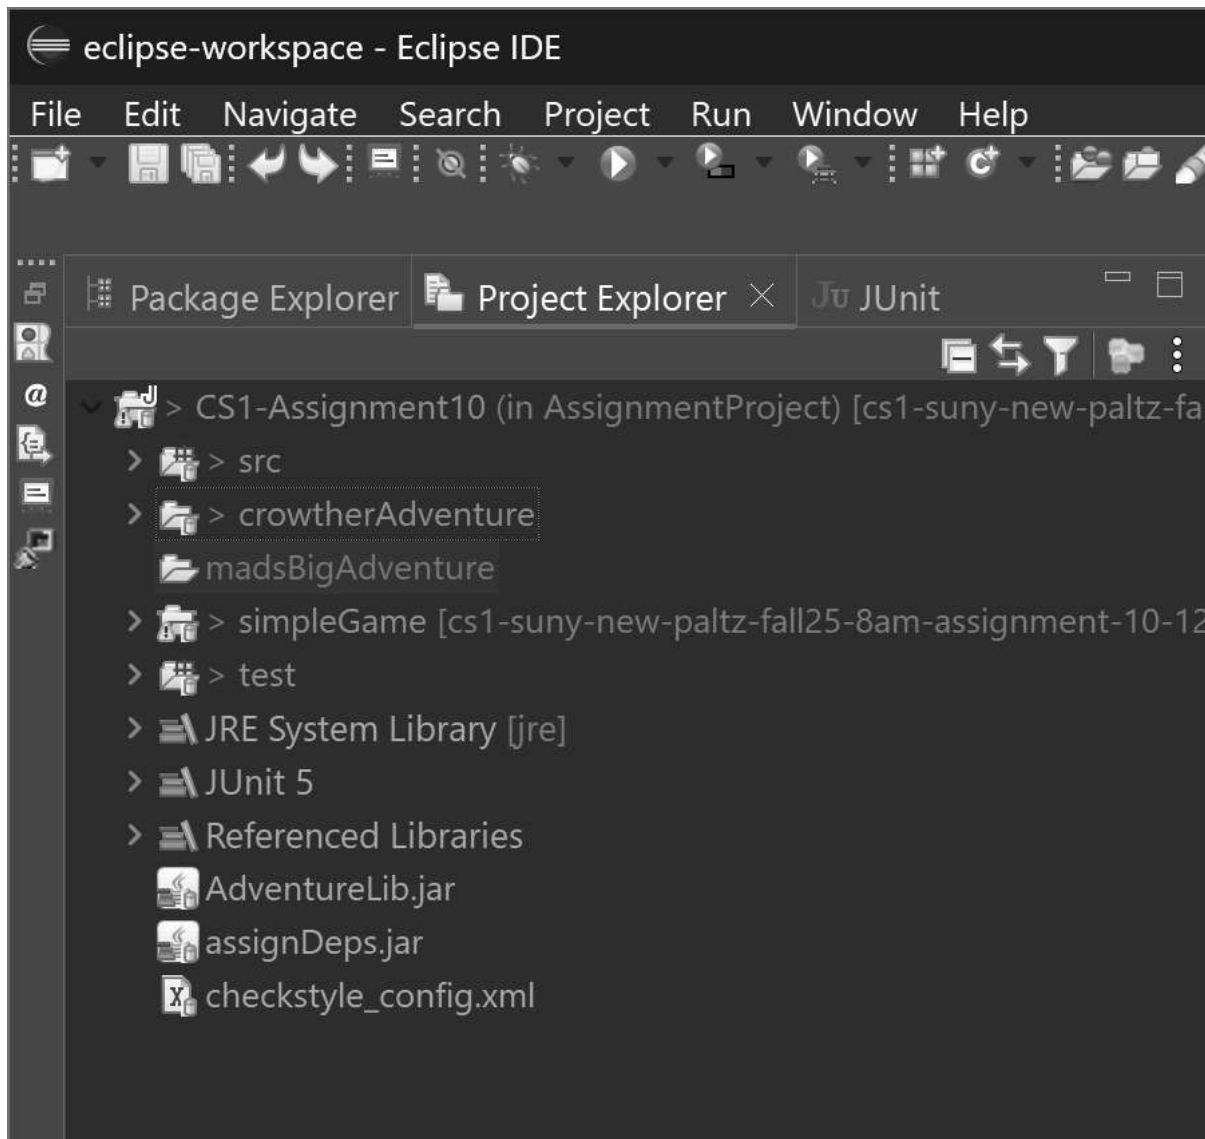 eclipse-workspace - Eclipse IDE
File Edit Navigate Search Project Run Window Help
Package Explorer Project Explorer JUnit
> CS1-Assignment10 (in AssignmentProject) [cs1-suny-new-paltz-fa
> src
> crowtherAdventure
madsBigAdventure
> simpleGame [cs1-suny-new-paltz-fall25-8am-assignment-10-12
> test
JRE System Library [jre]
JUnit 5
Referenced Libraries
AdventureLib.jar
assignDeps.jar
checkstyle_config.xml